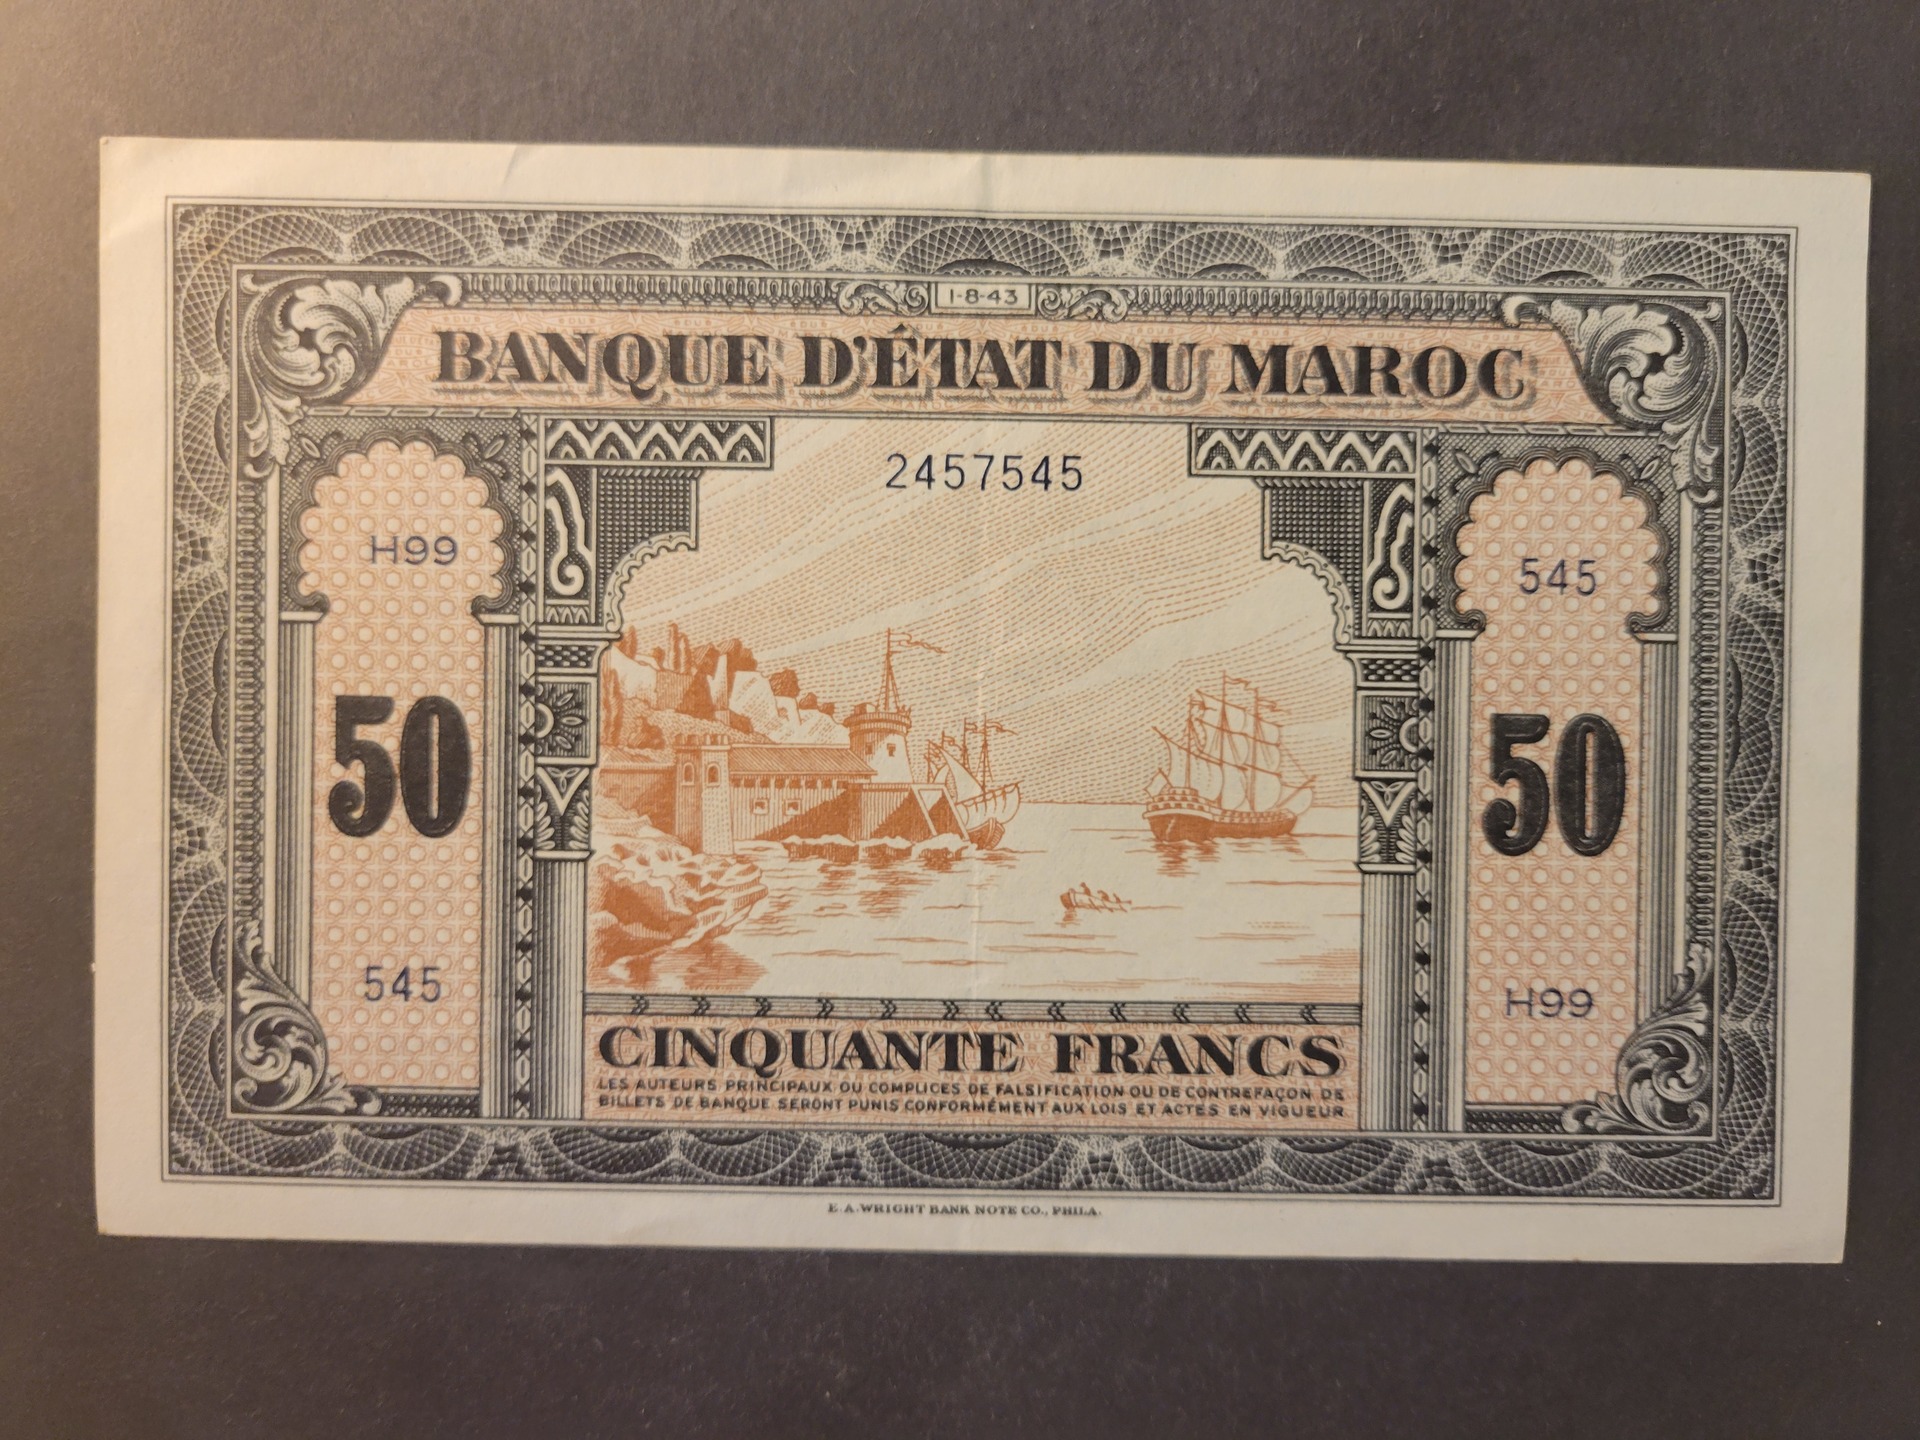 1-8-43
BANQUE D'ÉTAT DU MAROC
2457545
H99
545
50
50
545
H99
CINQUANTE FRANCS
LES AUTEURS PRINCIPAUX OU COMPLICES DE FALSIFICATION OU DE CONTREFAÇON DE
BILLETS DE BANQUE SERONT PUNIS CONFORMÉMENT AUX LOIS ET ACTES EN VIGUEUR
E.A.WRIGHT BANK NOTE CO., PHILA.